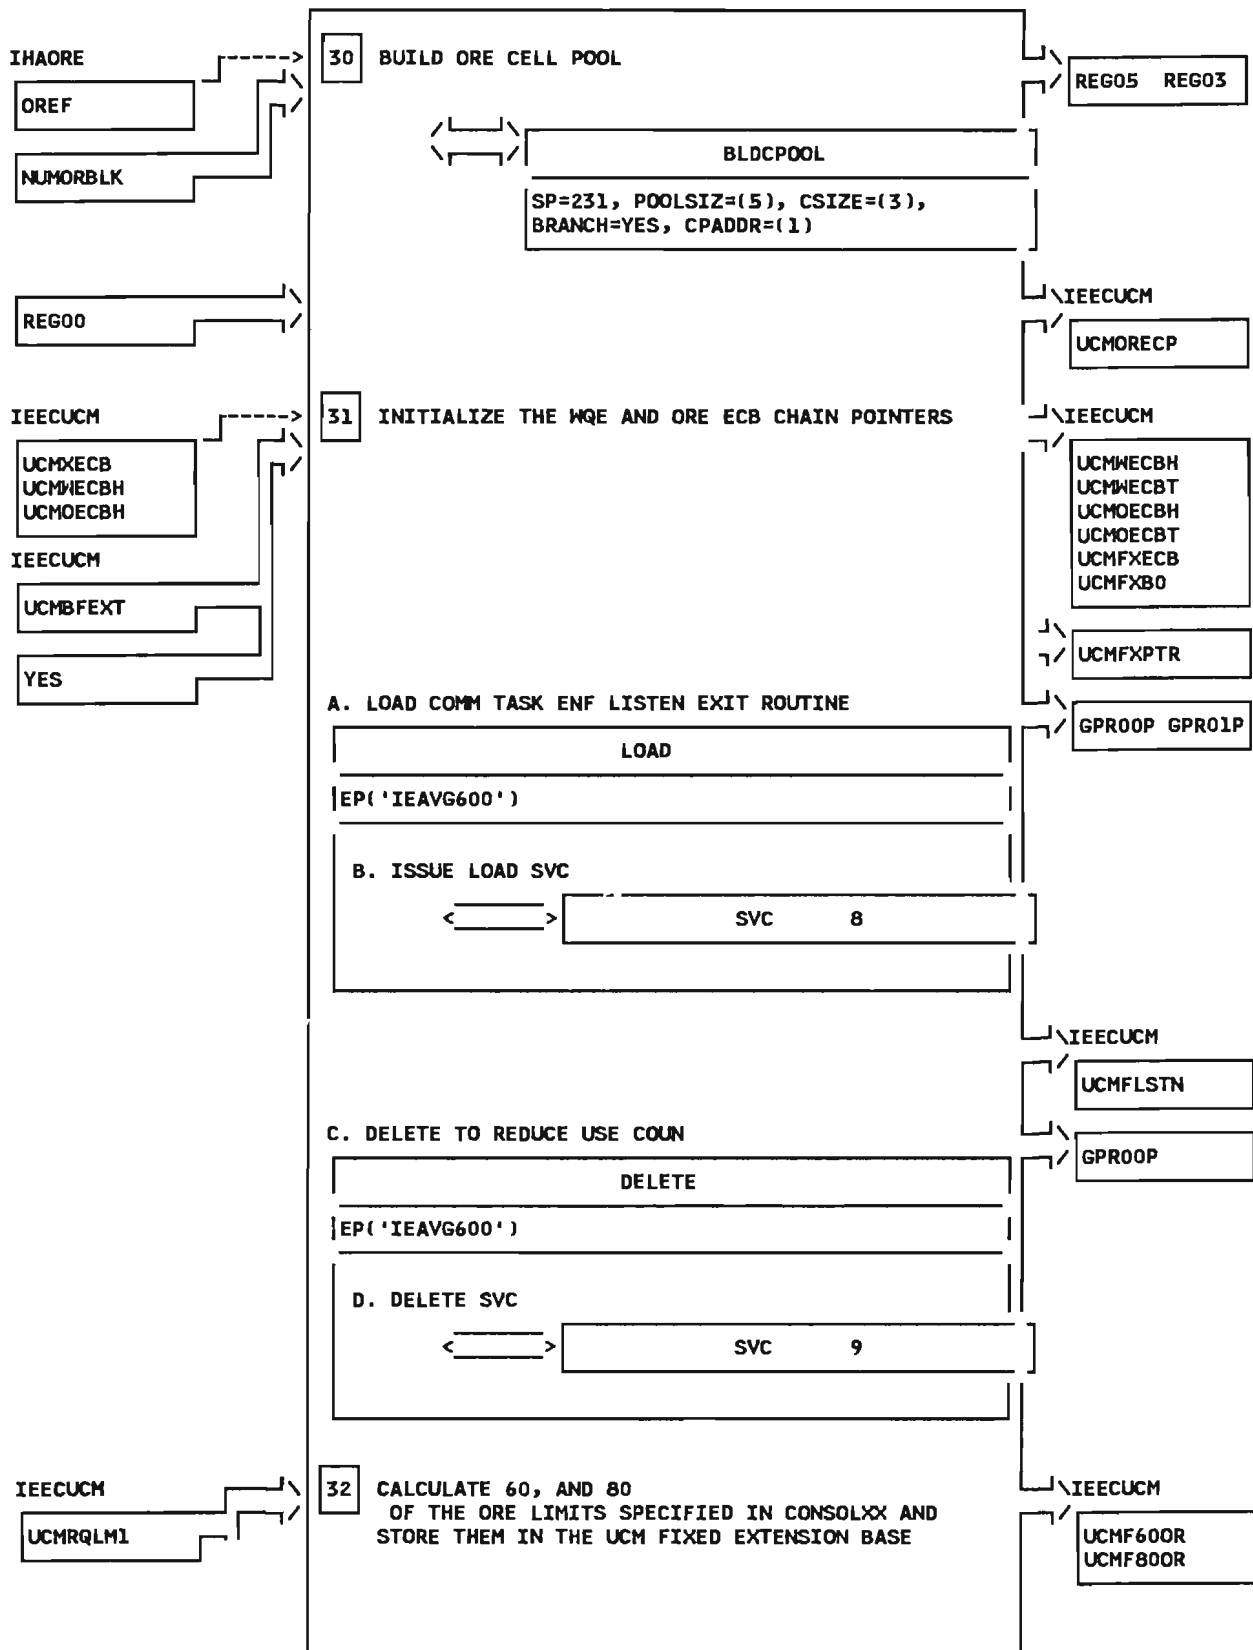 IHAORE
30 BUILD ORE CELL POOL
OREF
REG05 REG03
NUMORBLK
BLDCPOOL
SP=231, POOLSIZ=(5), CSIZE=(3),
BRANCH=YES, CPADDR=(1)
REG00
IEECUCM
UCMORECP
IEECUCM
31 INITIALIZE THE WQE AND ORE ECB CHAIN POINTERS
IEECUCM
UCMXECB
UCMWECBH
UCMOECBH
UCMWECBH
UCMWECBT
UCMOECBH
UCMOECBT
UCMFXECB
UCMFXBO
IEECUCM
UCMBFEXT
YES
UCMFXPTR
A. LOAD COMM TASK ENF LISTEN EXIT ROUTINE
GPR00P GPR01P
LOAD
EP('IEAVG600')
B. ISSUE LOAD SVC
SVC 8
IEECUCM
UCMFLSTN
C. DELETE TO REDUCE USE COUN
GPR00P
DELETE
EP('IEAVG600')
D. DELETE SVC
SVC 9
IEECUCM
UCMRQLM1
32 CALCULATE 60, AND 80
OF THE ORE LIMITS SPECIFIED IN CONSOLXX AND
STORE THEM IN THE UCM FIXED EXTENSION BASE
IEECUCM
UCMF60OR
UCMF80OR